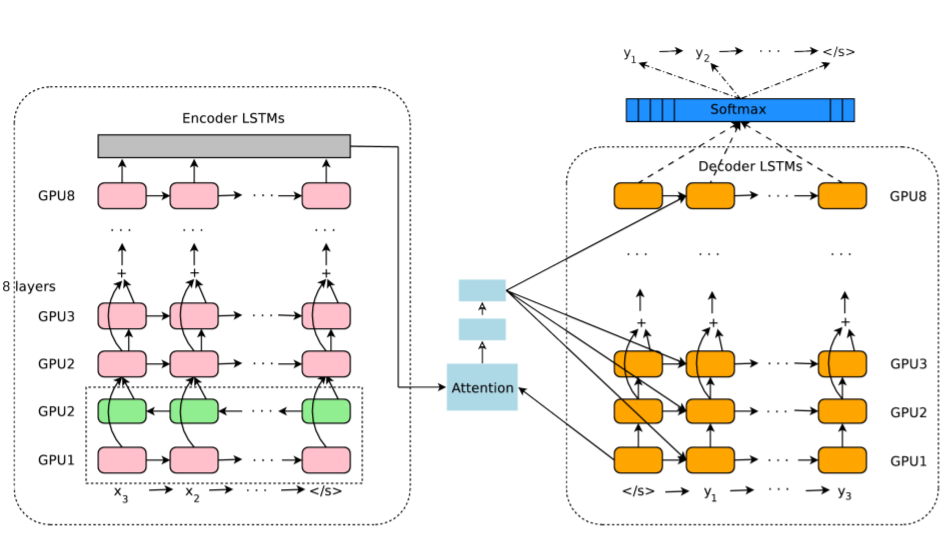 y1 y2 ··· </s>
Softmax
Encoder LSTMs
Decoder LSTMs
GPU8 ··· ··· GPU8
··· ··· ··· ··· ··· ···
+ + +
8 layers
GPU3 ···
+ + +
GPU2 ··· ··· GPU3
Attention
GPU2 ··· ··· GPU2
GPU1 ··· ··· GPU1
x3 x2 ··· </s>
</s> y1 ··· y3